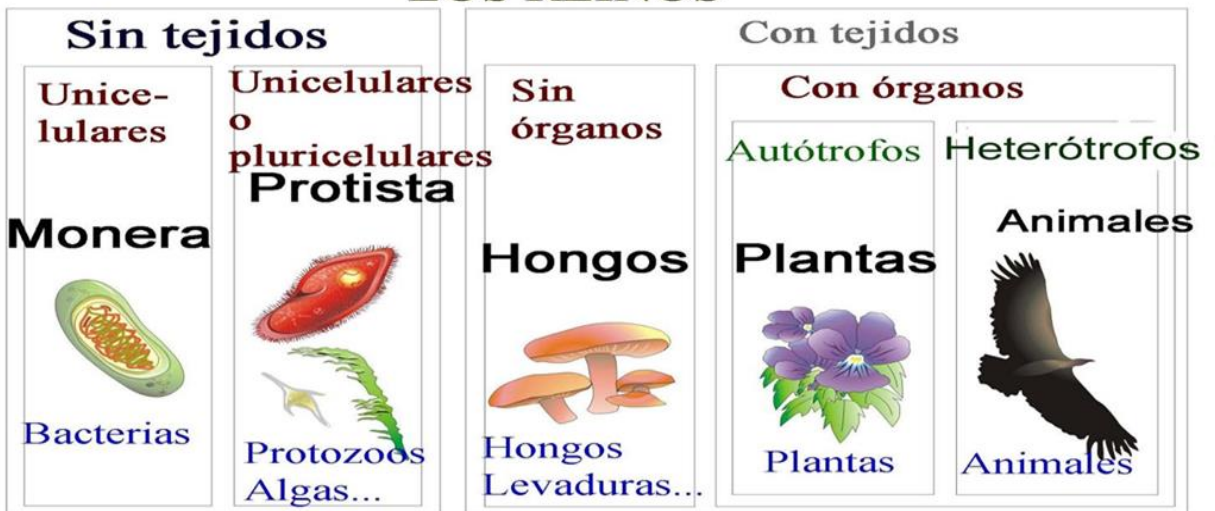 Sin tejidos
Unice-
lulares
Monera
Bacterias
Unicelulares
o
pluricelulares
Protista
Protozoos
Algas...
Con tejidos
Sin
órganos
Hongos
Hongos
Levaduras...
Con órganos
Autótrofos
Plantas
Plantas
Heterótrofos
Animales
Animales